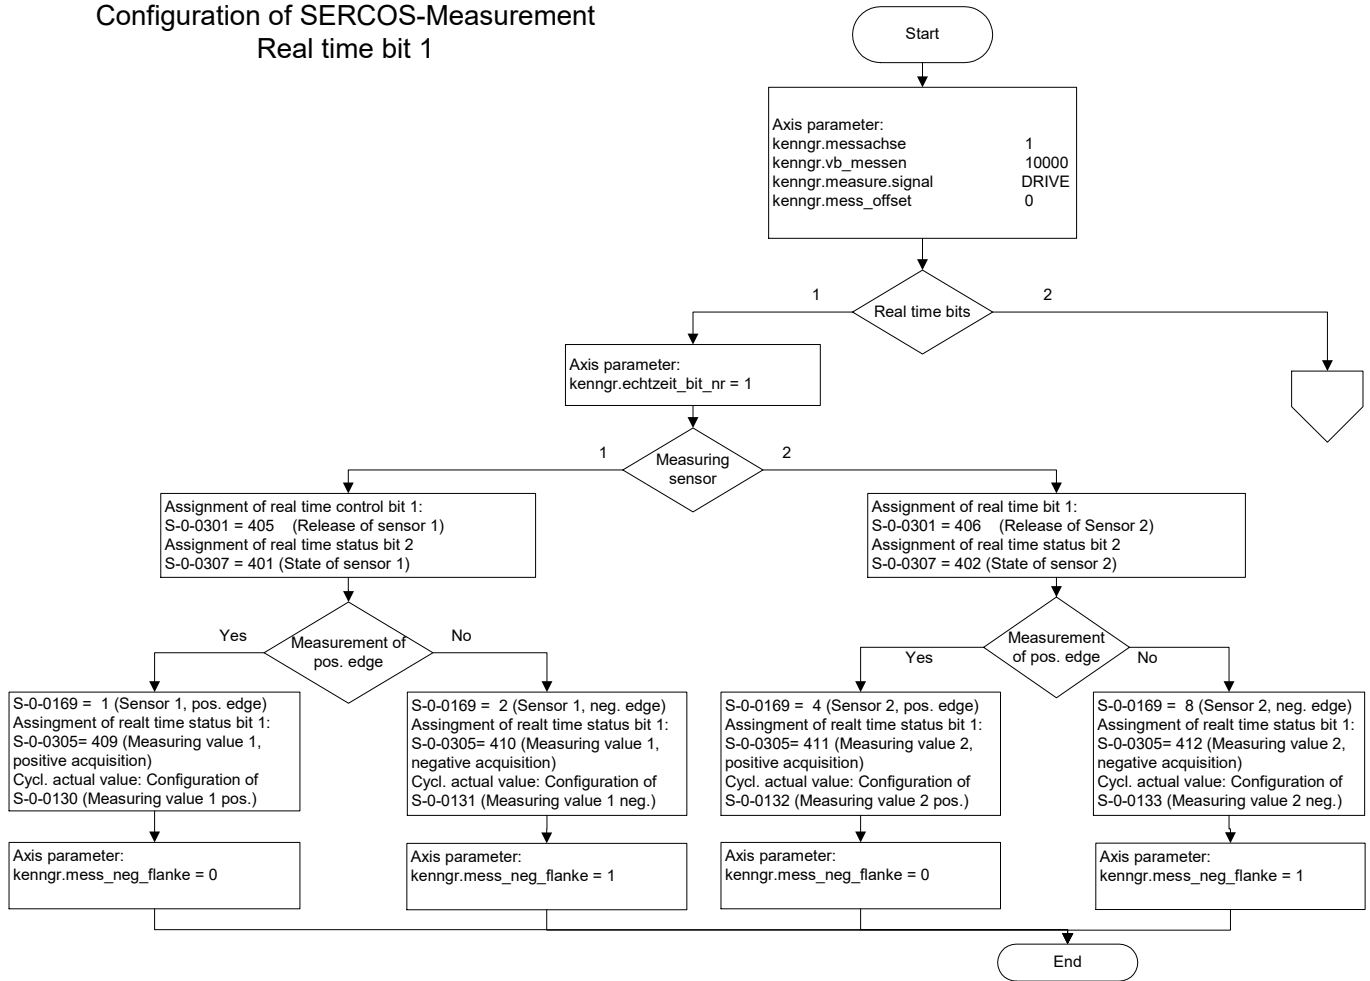 Configuration of SERCOS-Measurement
Real time bit 1
Start
Axis parameter:
kenngr.messachse 1
kenngr.vb_messen 10000
kenngr.measure.signal DRIVE
kenngr.mess_offset 0
1
Real time bits
2
Axis parameter:
kenngr.echtzeit_bit_nr = 1
1
Measuring
sensor
2
Assignment of real time control bit 1:
S-0-0301 = 405 (Release of sensor 1)
Assignment of real time status bit 2
S-0-0307 = 401 (State of sensor 1)
Assignment of real time bit 1:
S-0-0301 = 406 (Release of Sensor 2)
Assignment of real time status bit 2
S-0-0307 = 402 (State of sensor 2)
Yes
Measurement of
pos. edge
No
Yes
Measurement
of pos. edge
No
S-0-0169 = 1 (Sensor 1, pos. edge)
Assingment of realt time status bit 1:
S-0-0305= 409 (Measuring value 1,
positive acquisition)
Cycl. actual value: Configuration of
S-0-0130 (Measuring value 1 pos.)
S-0-0169 = 2 (Sensor 1, neg. edge)
Assingment of realt time status bit 1:
S-0-0305= 410 (Measuring value 1,
negative acquisition)
Cycl. actual value: Configuration of
S-0-0131 (Measuring value 1 neg.)
S-0-0169 = 4 (Sensor 2, pos. edge)
Assingment of realt time status bit 1:
S-0-0305= 411 (Measuring value 2,
positive acquisition)
Cycl. actual value: Configuration of
S-0-0132 (Measuring value 2 pos.)
S-0-0169 = 8 (Sensor 2, neg. edge)
Assingment of realt time status bit 1:
S-0-0305= 412 (Measuring value 2,
negative acquisition)
Cycl. actual value: Configuration of
S-0-0133 (Measuring value 2 neg.)
Axis parameter:
kenngr.mess_neg_flanke = 0
Axis parameter:
kenngr.mess_neg_flanke = 1
Axis parameter:
kenngr.mess_neg_flanke = 0
Axis parameter:
kenngr.mess_neg_flanke = 1
End